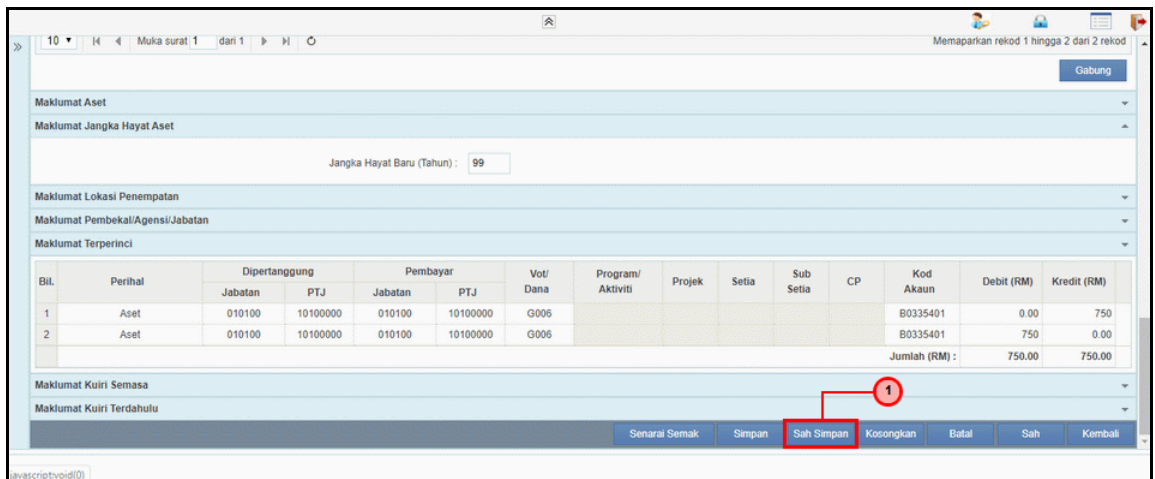 10 Muka surat 1 dari 1 Memaparkan rekod 1 hingga 2 dari 2 rekod
Gabung
Maklumat Aset
Maklumat Jangka Hayat Aset
Jangka Hayat Baru (Tahun) : 99
Maklumat Lokasi Penempatan
Maklumat Pembekal/Agensi/Jabatan
Maklumat Terperinci
Bil. Perihal Dipertanggung Pembayar Vot/ Dana Program/ Aktiviti Projek Setia Sub Setia CP Kod Akaun Debit (RM) Kredit (RM)
Jabatan PTJ Jabatan PTJ
1 Aset 010100 10100000 010100 10100000 G006 B0335401 0.00 750
2 Aset 010100 10100000 010100 10100000 G006 B0335401 750 0.00
Jumlah (RM) : 750.00 750.00
Maklumat Kuiri Semasa
1
Maklumat Kuiri Terdahulu
Senarai Semak Simpan Sah Simpan Kosongkan Batal Sah Kembali
javascript:void(0)